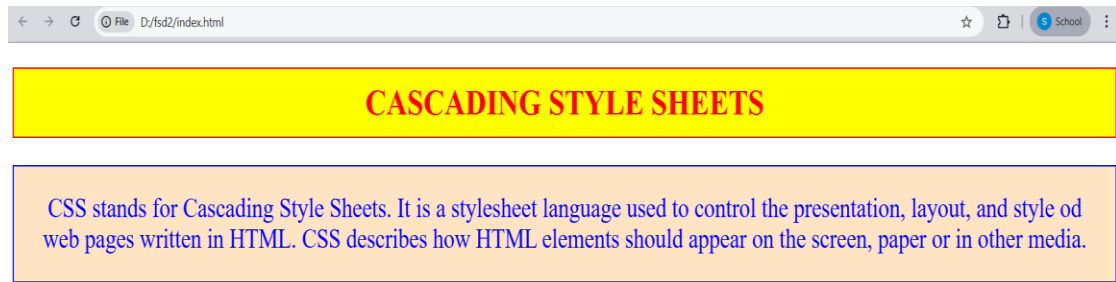 File D:/fsd2/index.html S School
CASCADING STYLE SHEETS
CSS stands for Cascading Style Sheets. It is a stylesheet language used to control the presentation, layout, and style od
web pages written in HTML. CSS describes how HTML elements should appear on the screen, paper or in other media.